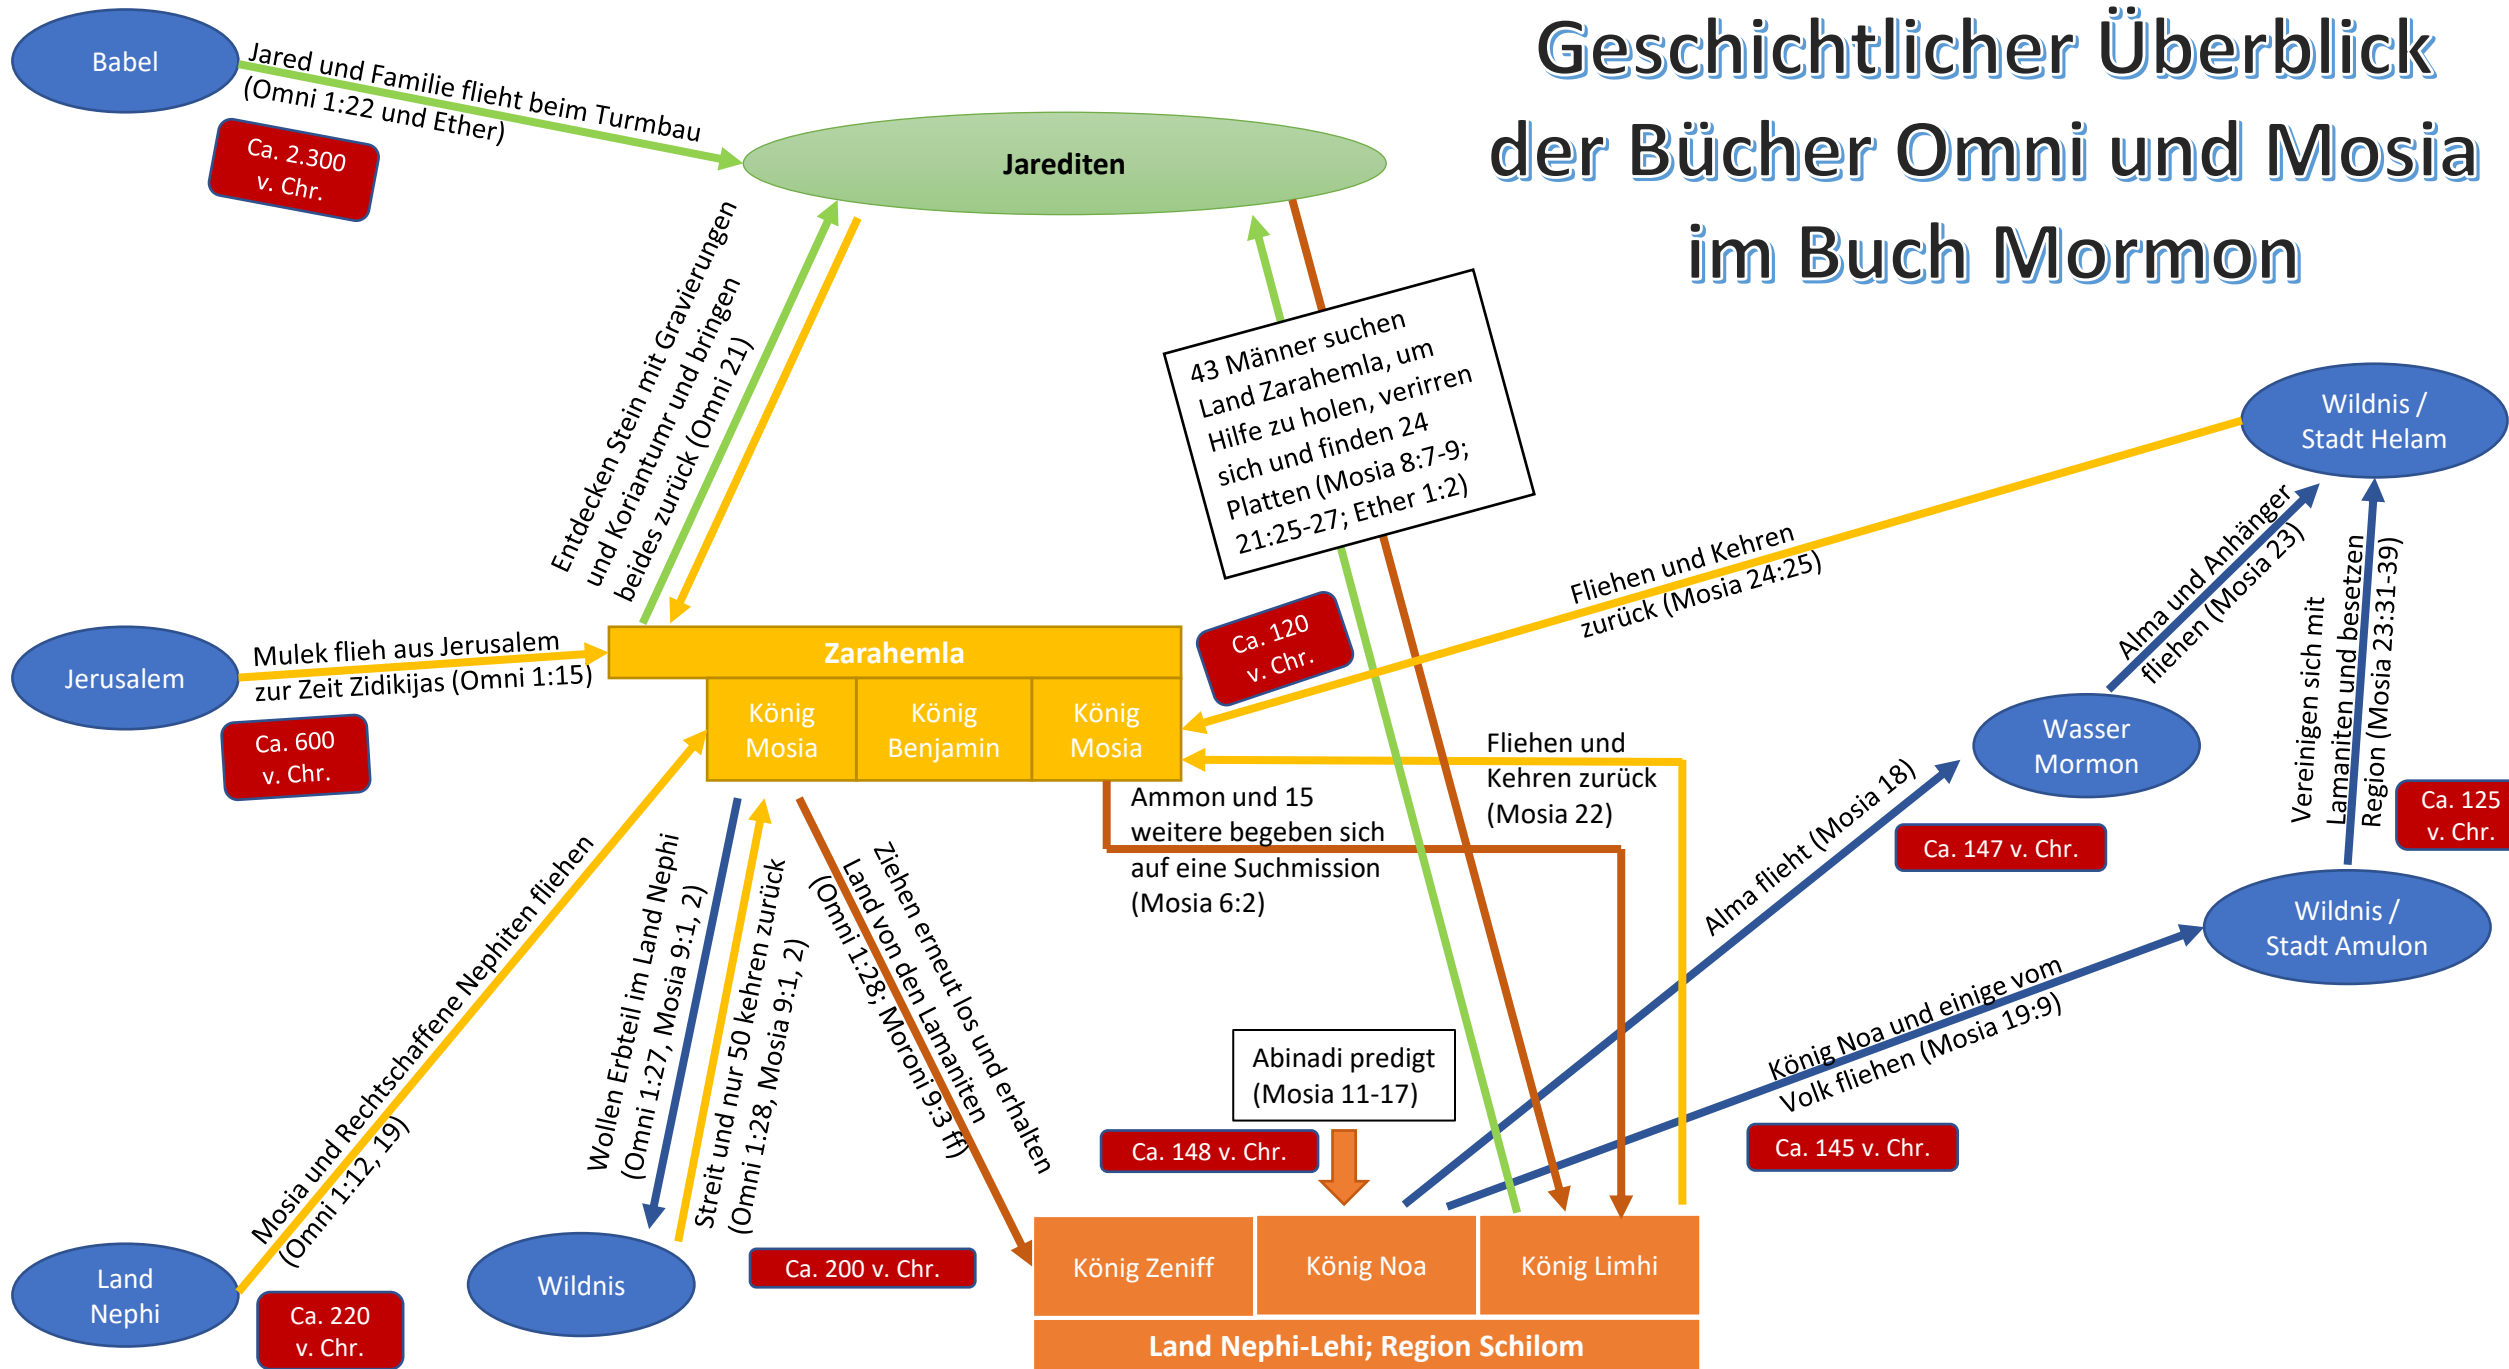 Geschichtlicher Überblick
der Bücher Omni und Mosia
im Buch Mormon
Babel
Jared und Familie flieht beim Turmbau
(Omni 1:22 und Ether)
Ca. 2.300
v. Chr.
Jarediten
Entdecken Stein mit Gravierungen
und Koriantumr und bringen
beides zurück (Omni 21)
43 Männer suchen
Land Zarahemla, um
Hilfe zu holen, verirren
sich und finden 24
Platten (Mosia 8:7-9;
21:25-27; Ether 1:2)
Wildnis /
Stadt Helam
Fliehen und Kehren
zurück (Mosia 24:25)
Alma und Anhänger
fliehen (Mosia 23)
Vereinigen sich mit
Lamaniten und besetzen
Region (Mosia 23:31-39)
Jerusalem
Mulek flieh aus Jerusalem
zur Zeit Zidikijas (Omni 1:15)
Ca. 600
v. Chr.
Zarahemla
König
Mosia
König
Benjamin
König
Mosia
Ca. 120
v. Chr.
Fliehen und
Kehren zurück
(Mosia 22)
Ammon und 15
weitere begeben sich
auf eine Suchmission
(Mosia 6:2)
Wasser
Mormon
Alma flieht (Mosia 18)
Ca. 147 v. Chr.
Ca. 125
v. Chr.
Wildnis /
Stadt Amulon
König Noa und einige vom
Volk fliehen (Mosia 19:9)
Ca. 145 v. Chr.
Mosia und Rechtschaffene Nephiten fliehen
(Omni 1:12, 19)
Wollen Erbteil im Land Nephi
(Omni 1:27, Mosia 9:1, 2)
Streit und nur 50 kehren zurück
(Omni 1:28, Mosia 9:1, 2)
Ziehen erneut los und erhalten
Land von den Lamaniten
(Omni 1:28; Moroni 9:3 ff)
Abinadi predigt
(Mosia 11-17)
Ca. 148 v. Chr.
Land
Nephi
Ca. 220
v. Chr.
Wildnis
Ca. 200 v. Chr.
König Zeniff
König Noa
König Limhi
Land Nephi-Lehi; Region Schilom